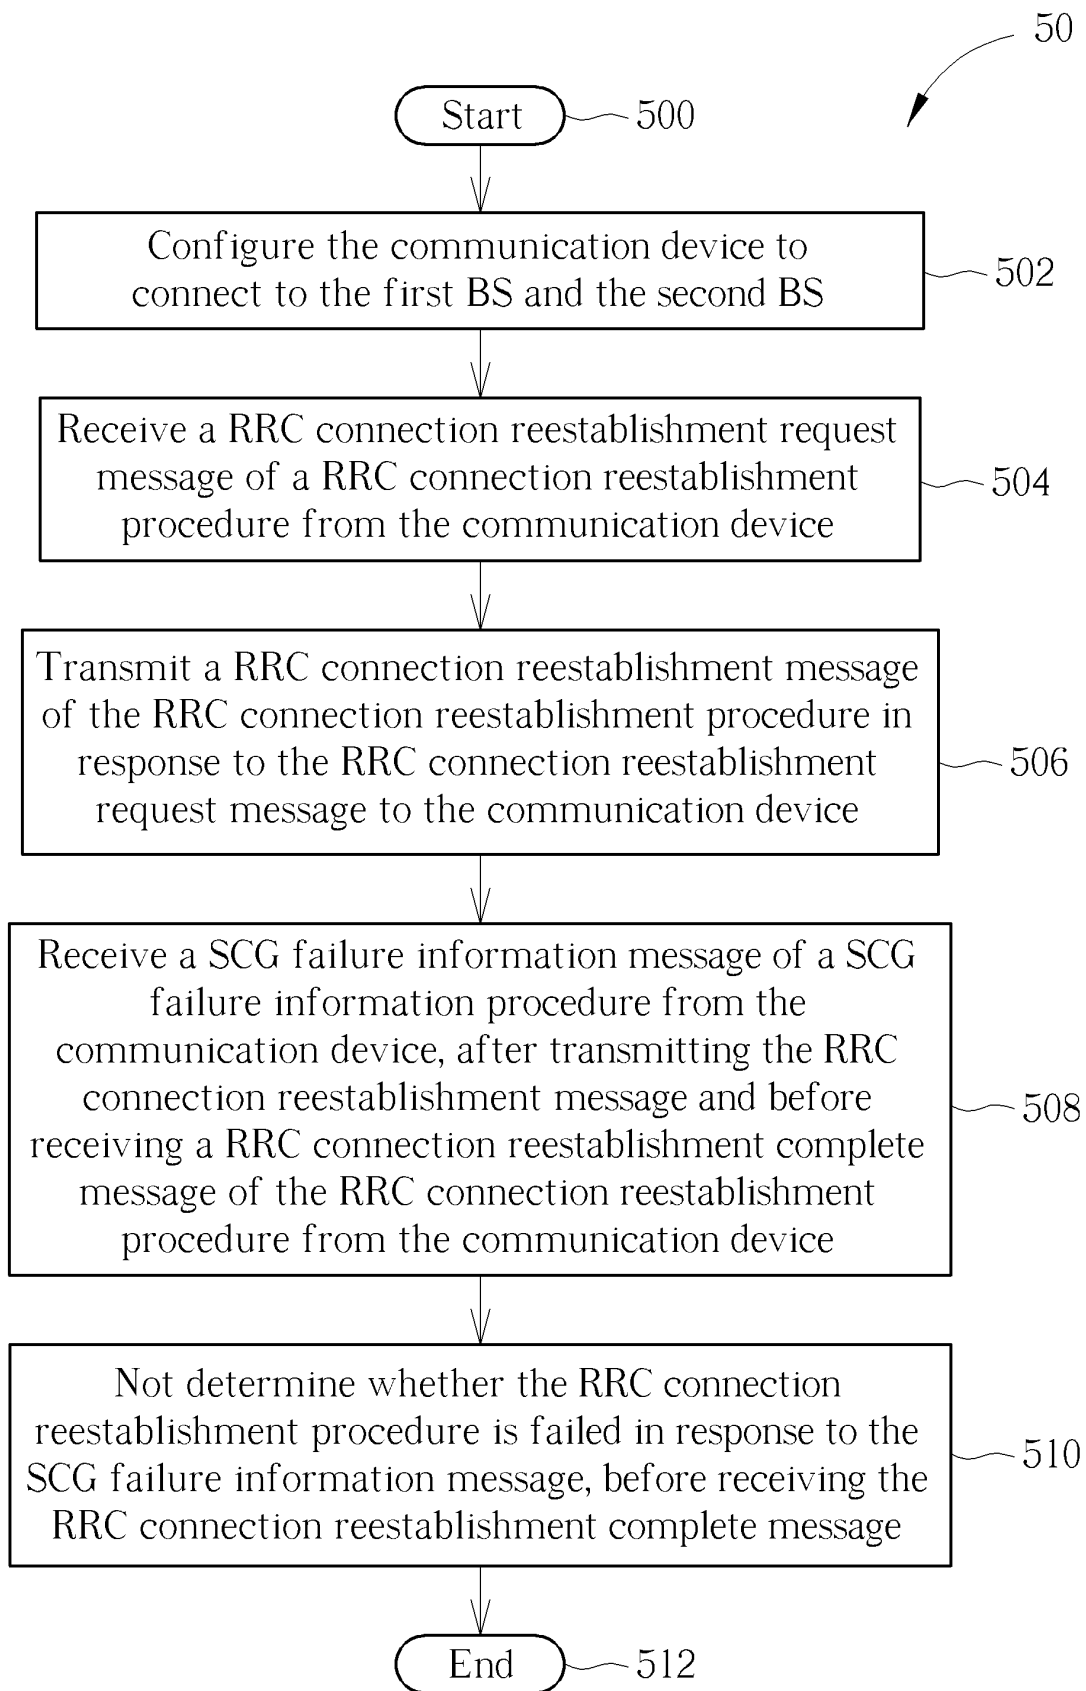 50
Start
500
Configure the communication device to
connect to the first BS and the second BS
502
Receive a RRC connection reestablishment request
message of a RRC connection reestablishment
procedure from the communication device
504
Transmit a RRC connection reestablishment message
of the RRC connection reestablishment procedure in
response to the RRC connection reestablishment
request message to the communication device
506
Receive a SCG failure information message of a SCG
failure information procedure from the
communication device, after transmitting the RRC
connection reestablishment message and before
receiving a RRC connection reestablishment complete
message of the RRC connection reestablishment
procedure from the communication device
508
Not determine whether the RRC connection
reestablishment procedure is failed in response to the
SCG failure information message, before receiving the
RRC connection reestablishment complete message
510
End
512